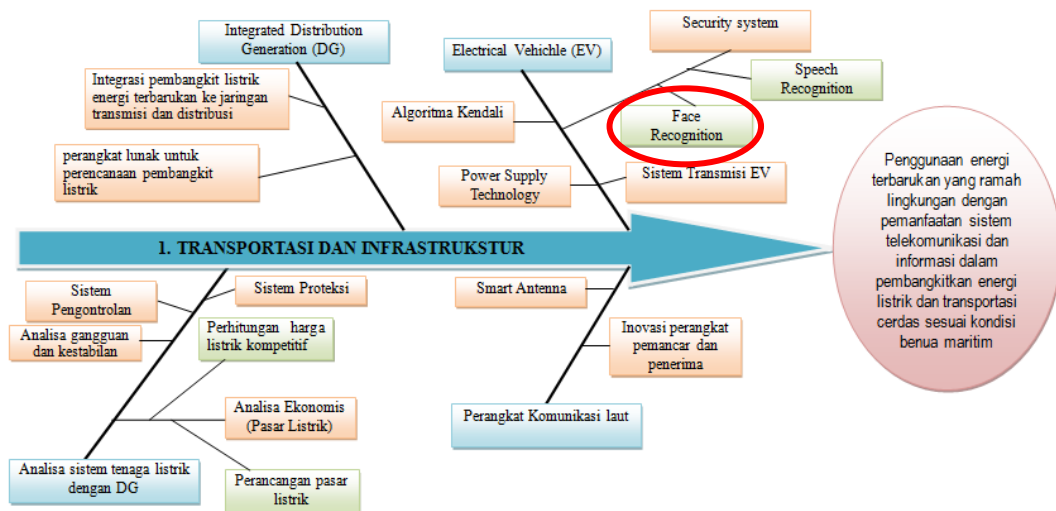 Integrated Distribution
Generation (DG)
Integrasi pembangkit listrik
energi terbarukan ke jaringan
transmisi dan distribusi
perangkat lunak untuk
perencanaan pembangkit
listrik
Electrical Vehichle (EV)
Security system
Speech
Recognition
Algoritma Kendali
Face
Recognition
Power Supply
Technology
Sistem Transmisi EV
1. TRANSPORTASI DAN INFRASTRUKSTUR
Penggunaan energi
terbarukan yang ramah
lingkungan dengan
pemanfaatan sistem
telekomunikasi dan
informasi dalam
pembangkitkan energi
listrik dan transportasi
cerdas sesuai kondisi
benua maritim
Sistem
Pengontrolan
Sistem Proteksi
Analisa gangguan
dan kestabilan
Perhitungan harga
listrik kompetitif
Analisa Ekonomis
(Pasar Listrik)
Analisa sistem tenaga listrik
dengan DG
Perancangan pasar
listrik
Smart Antenna
Inovasi perangkat
pemancar dan
penerima
Perangkat Komunikasi laut